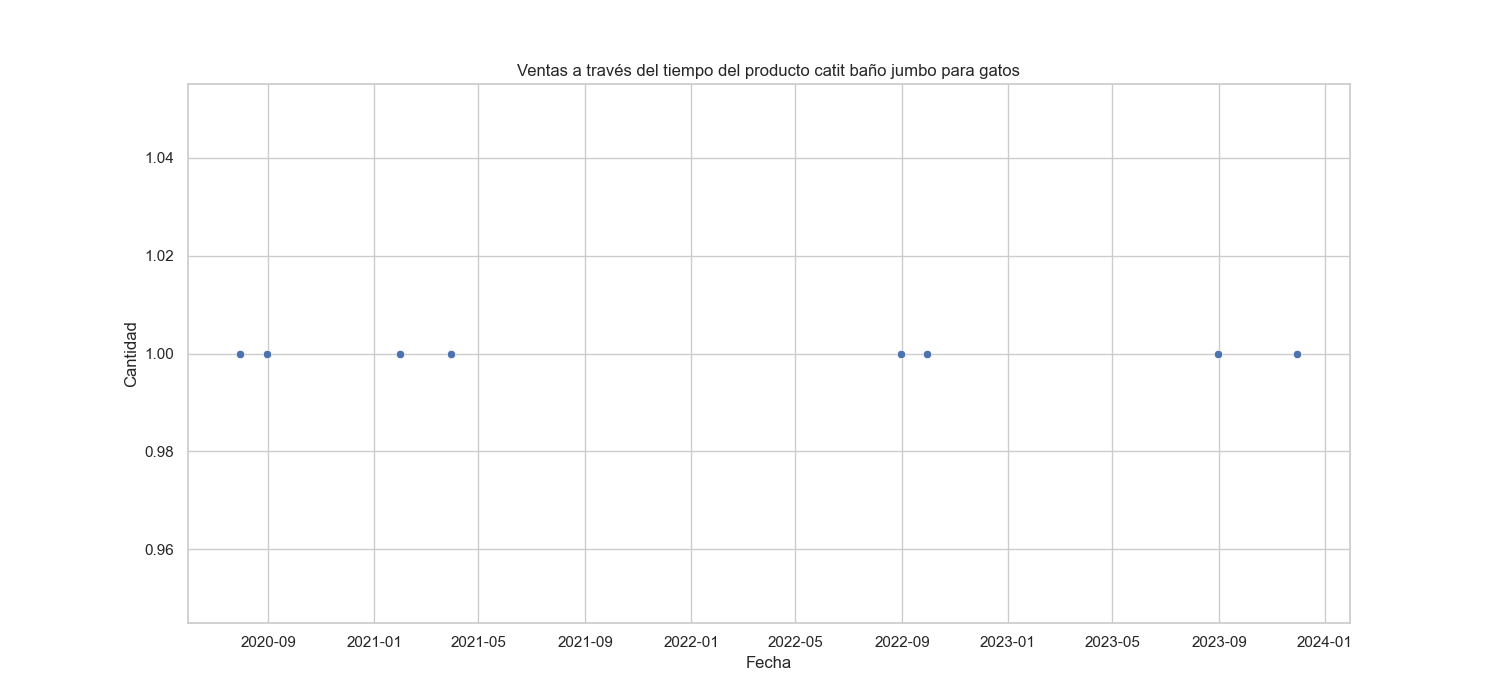 Ventas a través del tiempo del producto catit baño jumbo para gatos
1.04
1.02
1.00
0.98
0.96
Cantidad
2020-09 2021-01 2021-05 2021-09 2022-01 2022-05 2022-09 2023-01 2023-05 2023-09 2024-01
Fecha